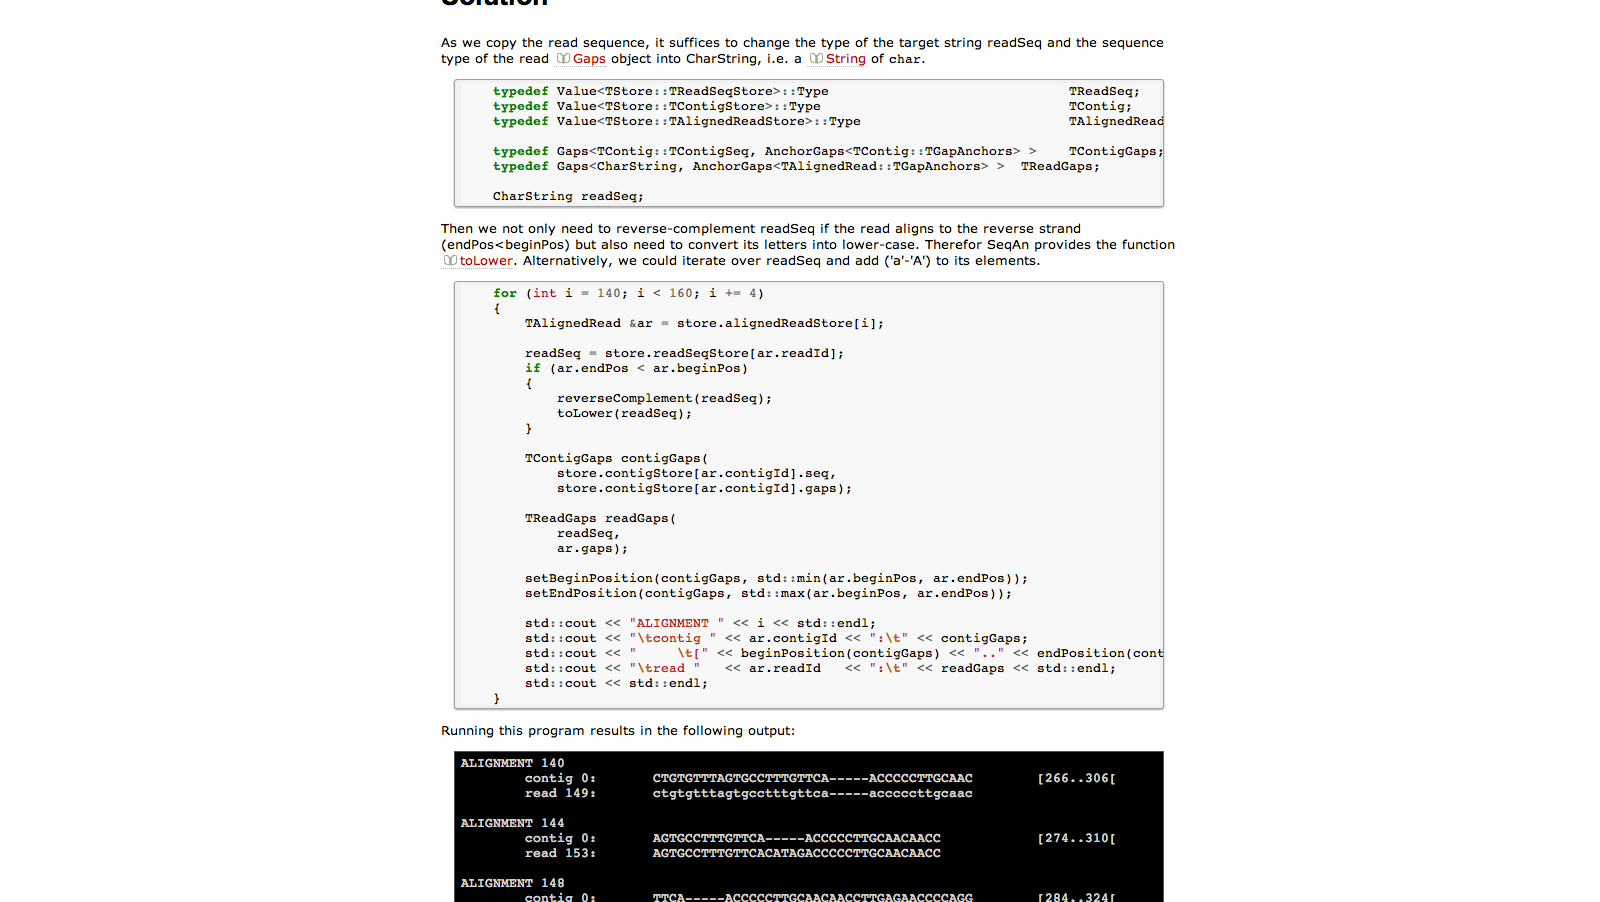 Solution
As we copy the read sequence, it suffices to change the type of the target string readSeq and the sequence
type of the read Gaps object into CharString, i.e. a String of char.
typedef Value<TStore::TReadSeqStore>::Type TReadSeq;
typedef Value<TStore::TContigStore>::Type TContig;
typedef Value<TStore::TAlignedReadStore>::Type TAlignedRead
typedef Gaps<TContig::TContigSeq, AnchorGaps<TContig::TGapAnchors> > TContigGaps;
typedef Gaps<CharString, AnchorGaps<TAlignedRead::TGapAnchors> > TReadGaps;
CharString readSeq;
Then we not only need to reverse-complement readSeq if the read aligns to the reverse strand
(endPos<beginPos) but also need to convert its letters into lower-case. Therefor SeqAn provides the function
toLower. Alternatively, we could iterate over readSeq and add ('a'-'A') to its elements.
for (int i = 140; i < 160; i += 4)
{
TAlignedRead &ar = store.alignedReadStore[i];
readSeq = store.readSeqStore[ar.readId];
if (ar.endPos < ar.beginPos)
{
reverseComplement(readSeq);
toLower(readSeq);
}
TContigGaps contigGaps(
store.contigStore[ar.contigId].seq,
store.contigStore[ar.contigId].gaps);
TReadGaps readGaps(
readSeq,
ar.gaps);
setBeginPosition(contigGaps, std::min(ar.beginPos, ar.endPos));
setEndPosition(contigGaps, std::max(ar.beginPos, ar.endPos));
std::cout << "ALIGNMENT " << i << std::endl;
std::cout << "\tcontig " << ar.contigId << ":\t" << contigGaps;
std::cout << "     \t[" << beginPosition(contigGaps) << ".." << endPosition(cont
std::cout << "\tread "   << ar.readId   << ":\t" << readGaps << std::endl;
std::cout << std::endl;
}
Running this program results in the following output:
ALIGNMENT 140
contig 0: CTGTGTTTAGTGCCTTTGTTCA-----ACCCCCTTGCAAC [266..306[
read 149: ctgtgtttagtgcctttgttca-----acccccttgcaac
ALIGNMENT 144
contig 0: AGTGCCTTTGTTCA-----ACCCCCTTGCAACAACC [274..310[
read 153: AGTGCCTTTGTTCACATAGACCCCCTTGCAACAACC
ALIGNMENT 148
contig 0: TTCA-----ACCCCCTTGCAACAACCTTGAGAACCCCAGG [284..324[